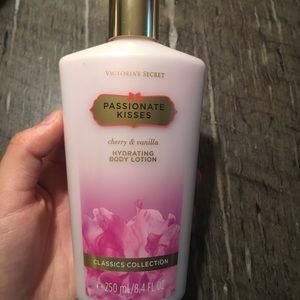 VICTORIA'S SECRET
PASSIONATE
KISSES
cherry & vanilla
HYDRATING
BODY LOTION
CLASSICS COLLECTION
℮ 250 mL/8.4 FL OZ